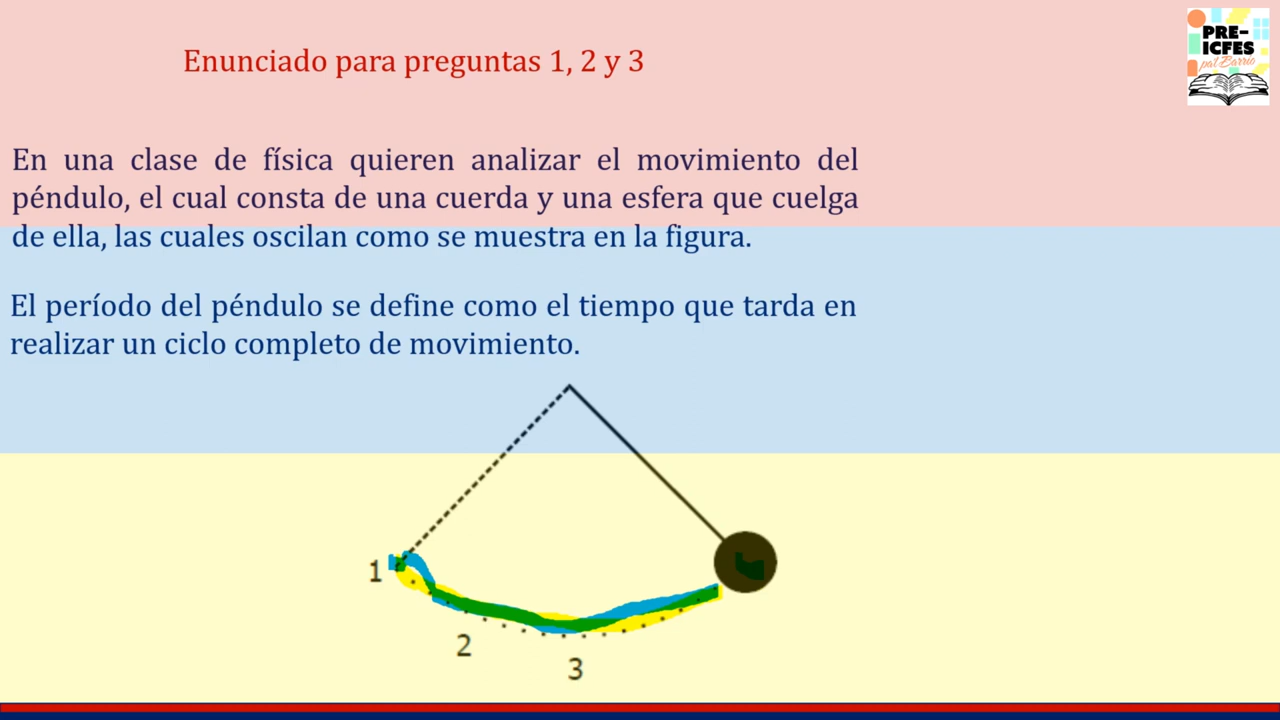 Enunciado para preguntas 1, 2 y 3
PRE-
ICFES
pa'l Barrio
En una clase de física quieren analizar el movimiento del
péndulo, el cual consta de una cuerda y una esfera que cuelga
de ella, las cuales oscilan como se muestra en la figura.
El período del péndulo se define como el tiempo que tarda en
realizar un ciclo completo de movimiento.
1
2
3